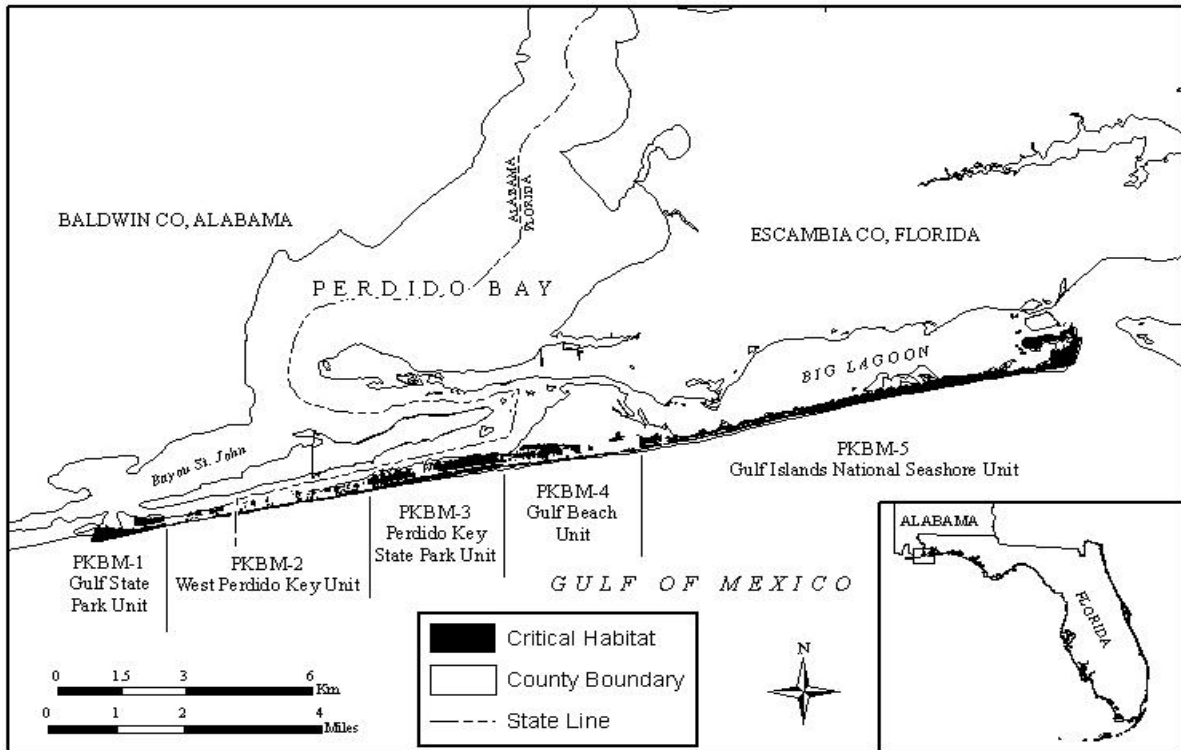 BALDWIN CO, ALABAMA
ALABAMA
FLORIDA
ESCAMBIA CO, FLORIDA
PERDIDO BAY
BIG LAGOON
Bayou St. John
PKBM-1
Gulf State
Park Unit
PKBM-2
West Perdido Key Unit
PKBM-3
Perdido Key
State Park Unit
PKBM-4
Gulf Beach
Unit
PKBM-5
Gulf Islands National Seashore Unit
GULF OF MEXICO
0 1.5 3 6
Km
0 1 2 4
Miles
Critical Habitat
County Boundary
State Line
N
ALABAMA
FLORIDA